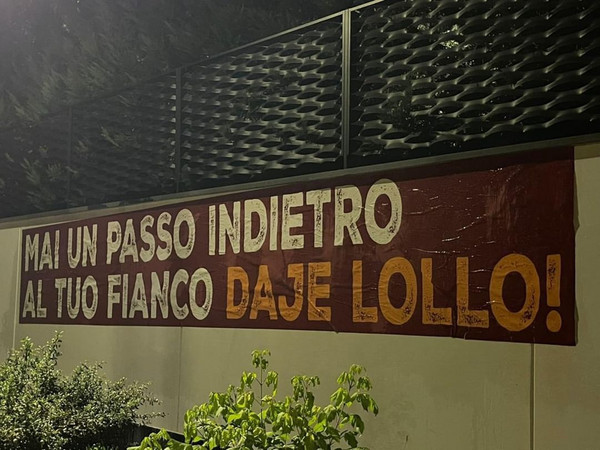 MAI UN PASSO INDIETRO
AL TUO FIANCO DAJE LOLLO!